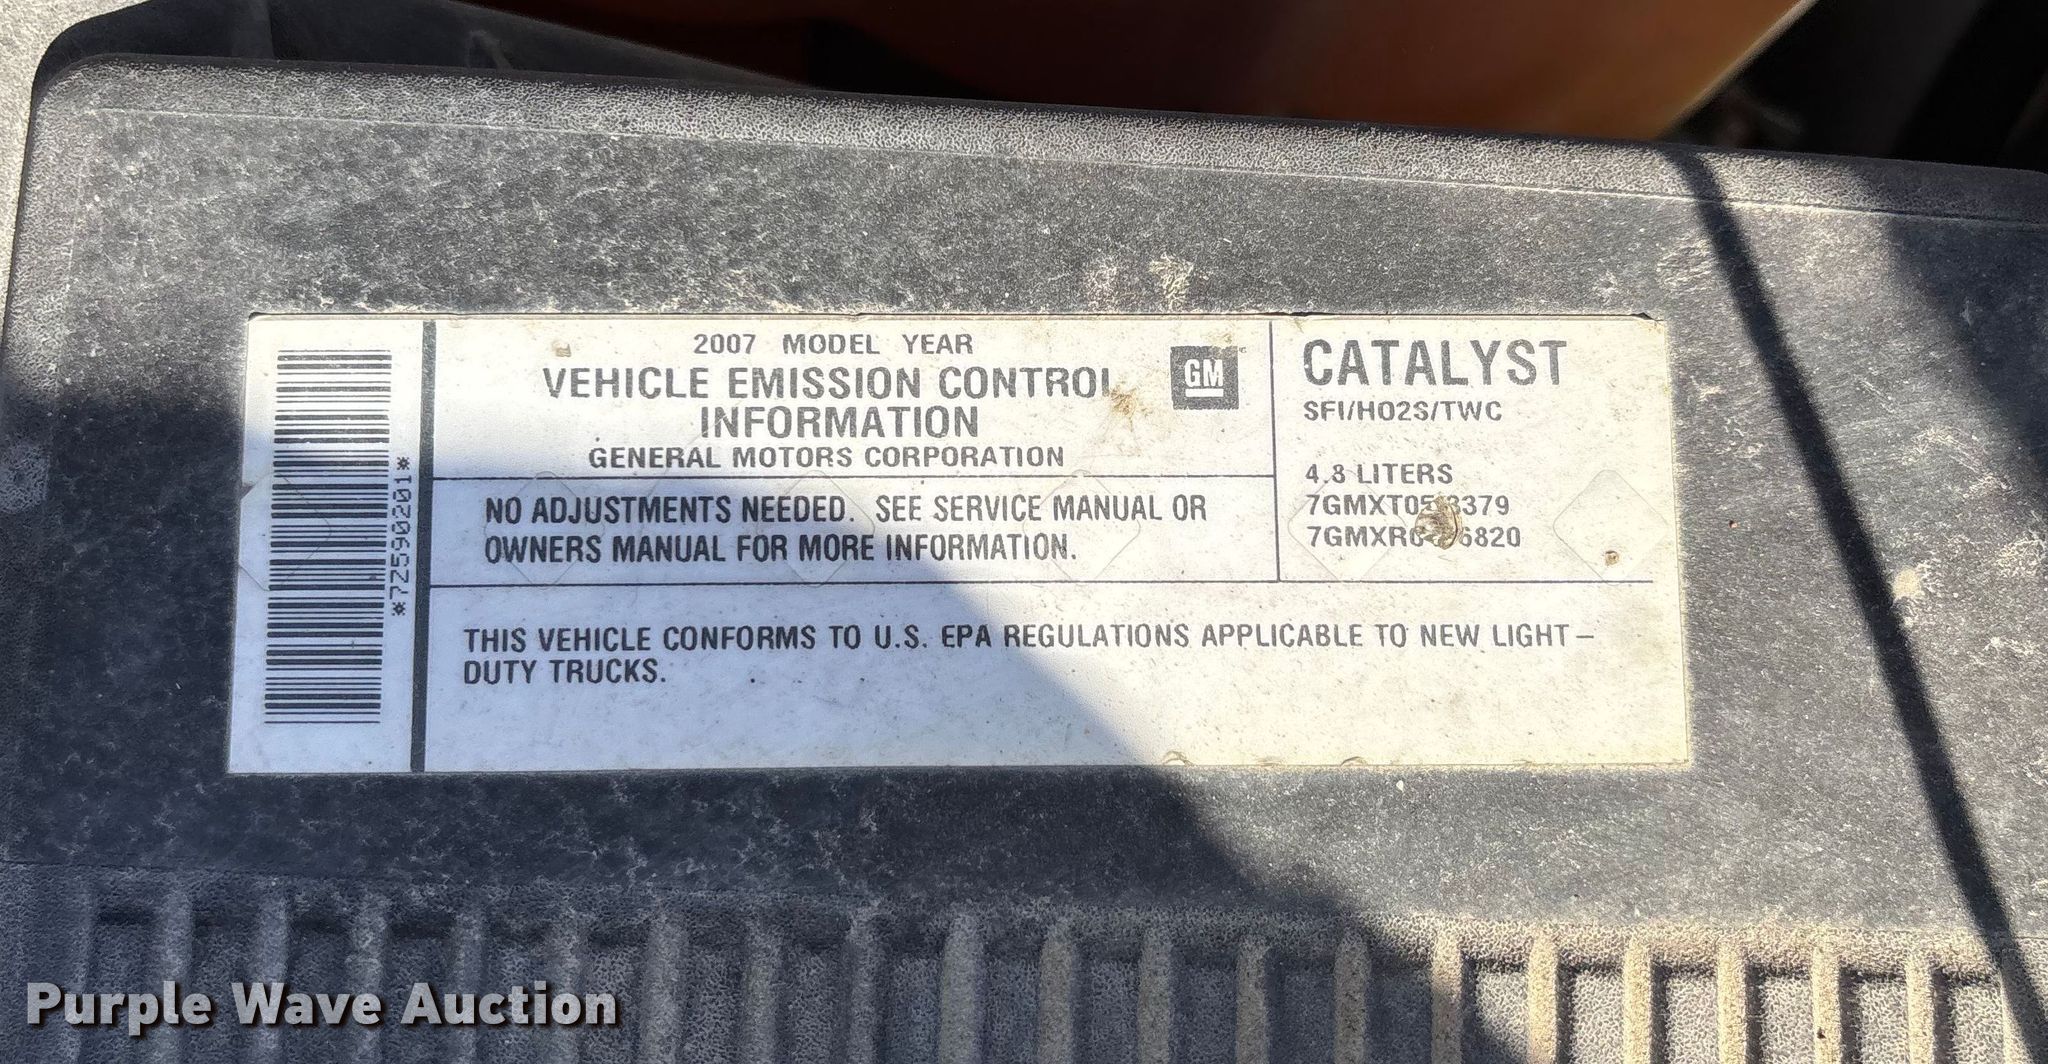 *7Z590201*
2007 MODEL YEAR
VEHICLE EMISSION CONTROL
INFORMATION
GENERAL MOTORS CORPORATION
GM
NO ADJUSTMENTS NEEDED. SEE SERVICE MANUAL OR
OWNERS MANUAL FOR MORE INFORMATION.
CATALYST
SFI/HO2S/TWC
4.8 LITERS
THIS VEHICLE CONFORMS TO U.S. EPA REGULATIONS APPLICABLE TO NEW LIGHT–
DUTY TRUCKS.
Purple Wave Auction